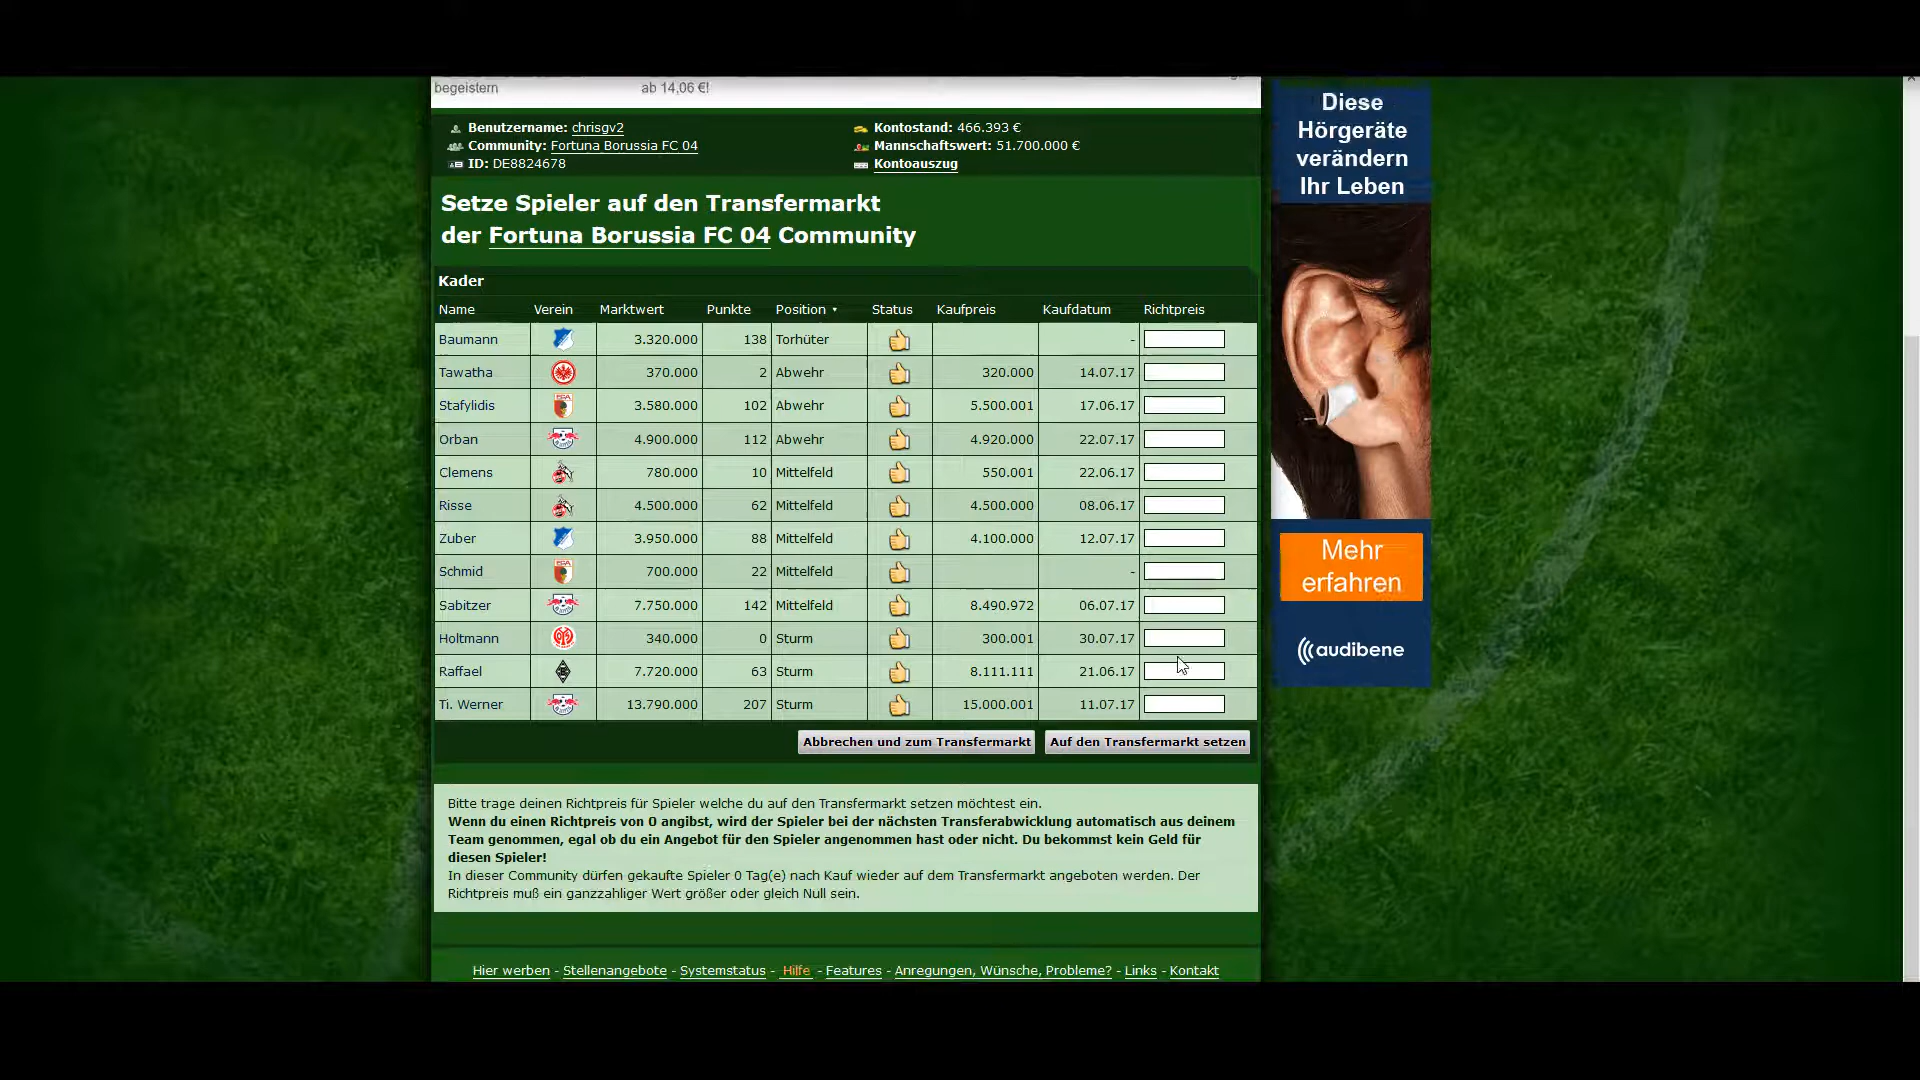 begeistern ab 14,06 €!
Benutzername: chrisgv2 Kontostand: 466.393 €
Community: Fortuna Borussia FC 04 Mannschaftswert: 51.700.000 €
ID: DE8824678 Kontoauszug
Setze Spieler auf den Transfermarkt
der Fortuna Borussia FC 04 Community
Kader
Name Verein Marktwert Punkte Position Status Kaufpreis Kaufdatum Richtpreis
Baumann 3.320.000 138 Torhüter -
Tawatha 370.000 2 Abwehr 320.000 14.07.17
Stafylidis 3.580.000 102 Abwehr 5.500.001 17.06.17
Orban 4.900.000 112 Abwehr 4.920.000 22.07.17
Clemens 780.000 10 Mittelfeld 550.001 22.06.17
Risse 4.500.000 62 Mittelfeld 4.500.000 08.06.17
Zuber 3.950.000 88 Mittelfeld 4.100.000 12.07.17
Schmid 700.000 22 Mittelfeld -
Sabitzer 7.750.000 142 Mittelfeld 8.490.972 06.07.17
Holtmann 340.000 0 Sturm 300.001 30.07.17
Raffael 7.720.000 63 Sturm 8.111.111 21.06.17
Ti. Werner 13.790.000 207 Sturm 15.000.001 11.07.17
Abbrechen und zum Transfermarkt Auf den Transfermarkt setzen
Bitte trage deinen Richtpreis für Spieler welche du auf den Transfermarkt setzen möchtest ein.
Wenn du einen Richtpreis von 0 angibst, wird der Spieler bei der nächsten Transferabwicklung automatisch aus deinem
Team genommen, egal ob du ein Angebot für den Spieler angenommen hast oder nicht. Du bekommst kein Geld für
diesen Spieler!
In dieser Community dürfen gekaufte Spieler 0 Tag(e) nach Kauf wieder auf dem Transfermarkt angeboten werden. Der
Richtpreis muß ein ganzzahliger Wert größer oder gleich Null sein.
Hier werben - Stellenangebote - Systemstatus - Hilfe - Features - Anregungen, Wünsche, Probleme? - Links - Kontakt
Diese
Hörgeräte
verändern
Ihr Leben
Mehr
erfahren
audibene